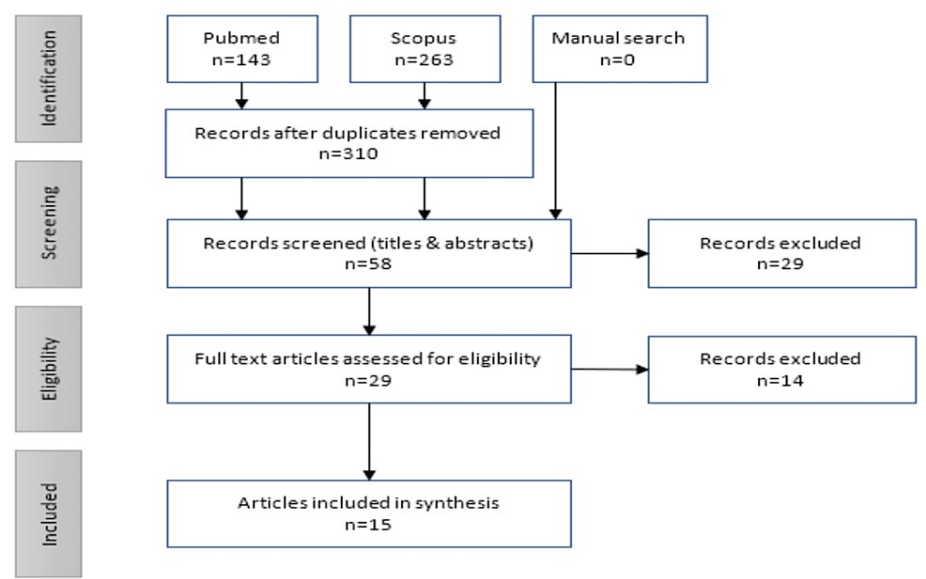 Identification
Pubmed
n=143
Scopus
n=263
Manual search
n=0
Records after duplicates removed
n=310
Screening
Records screened (titles & abstracts)
n=58
Records excluded
n=29
Eligibility
Full text articles assessed for eligibility
n=29
Records excluded
n=14
Included
Articles included in synthesis
n=15